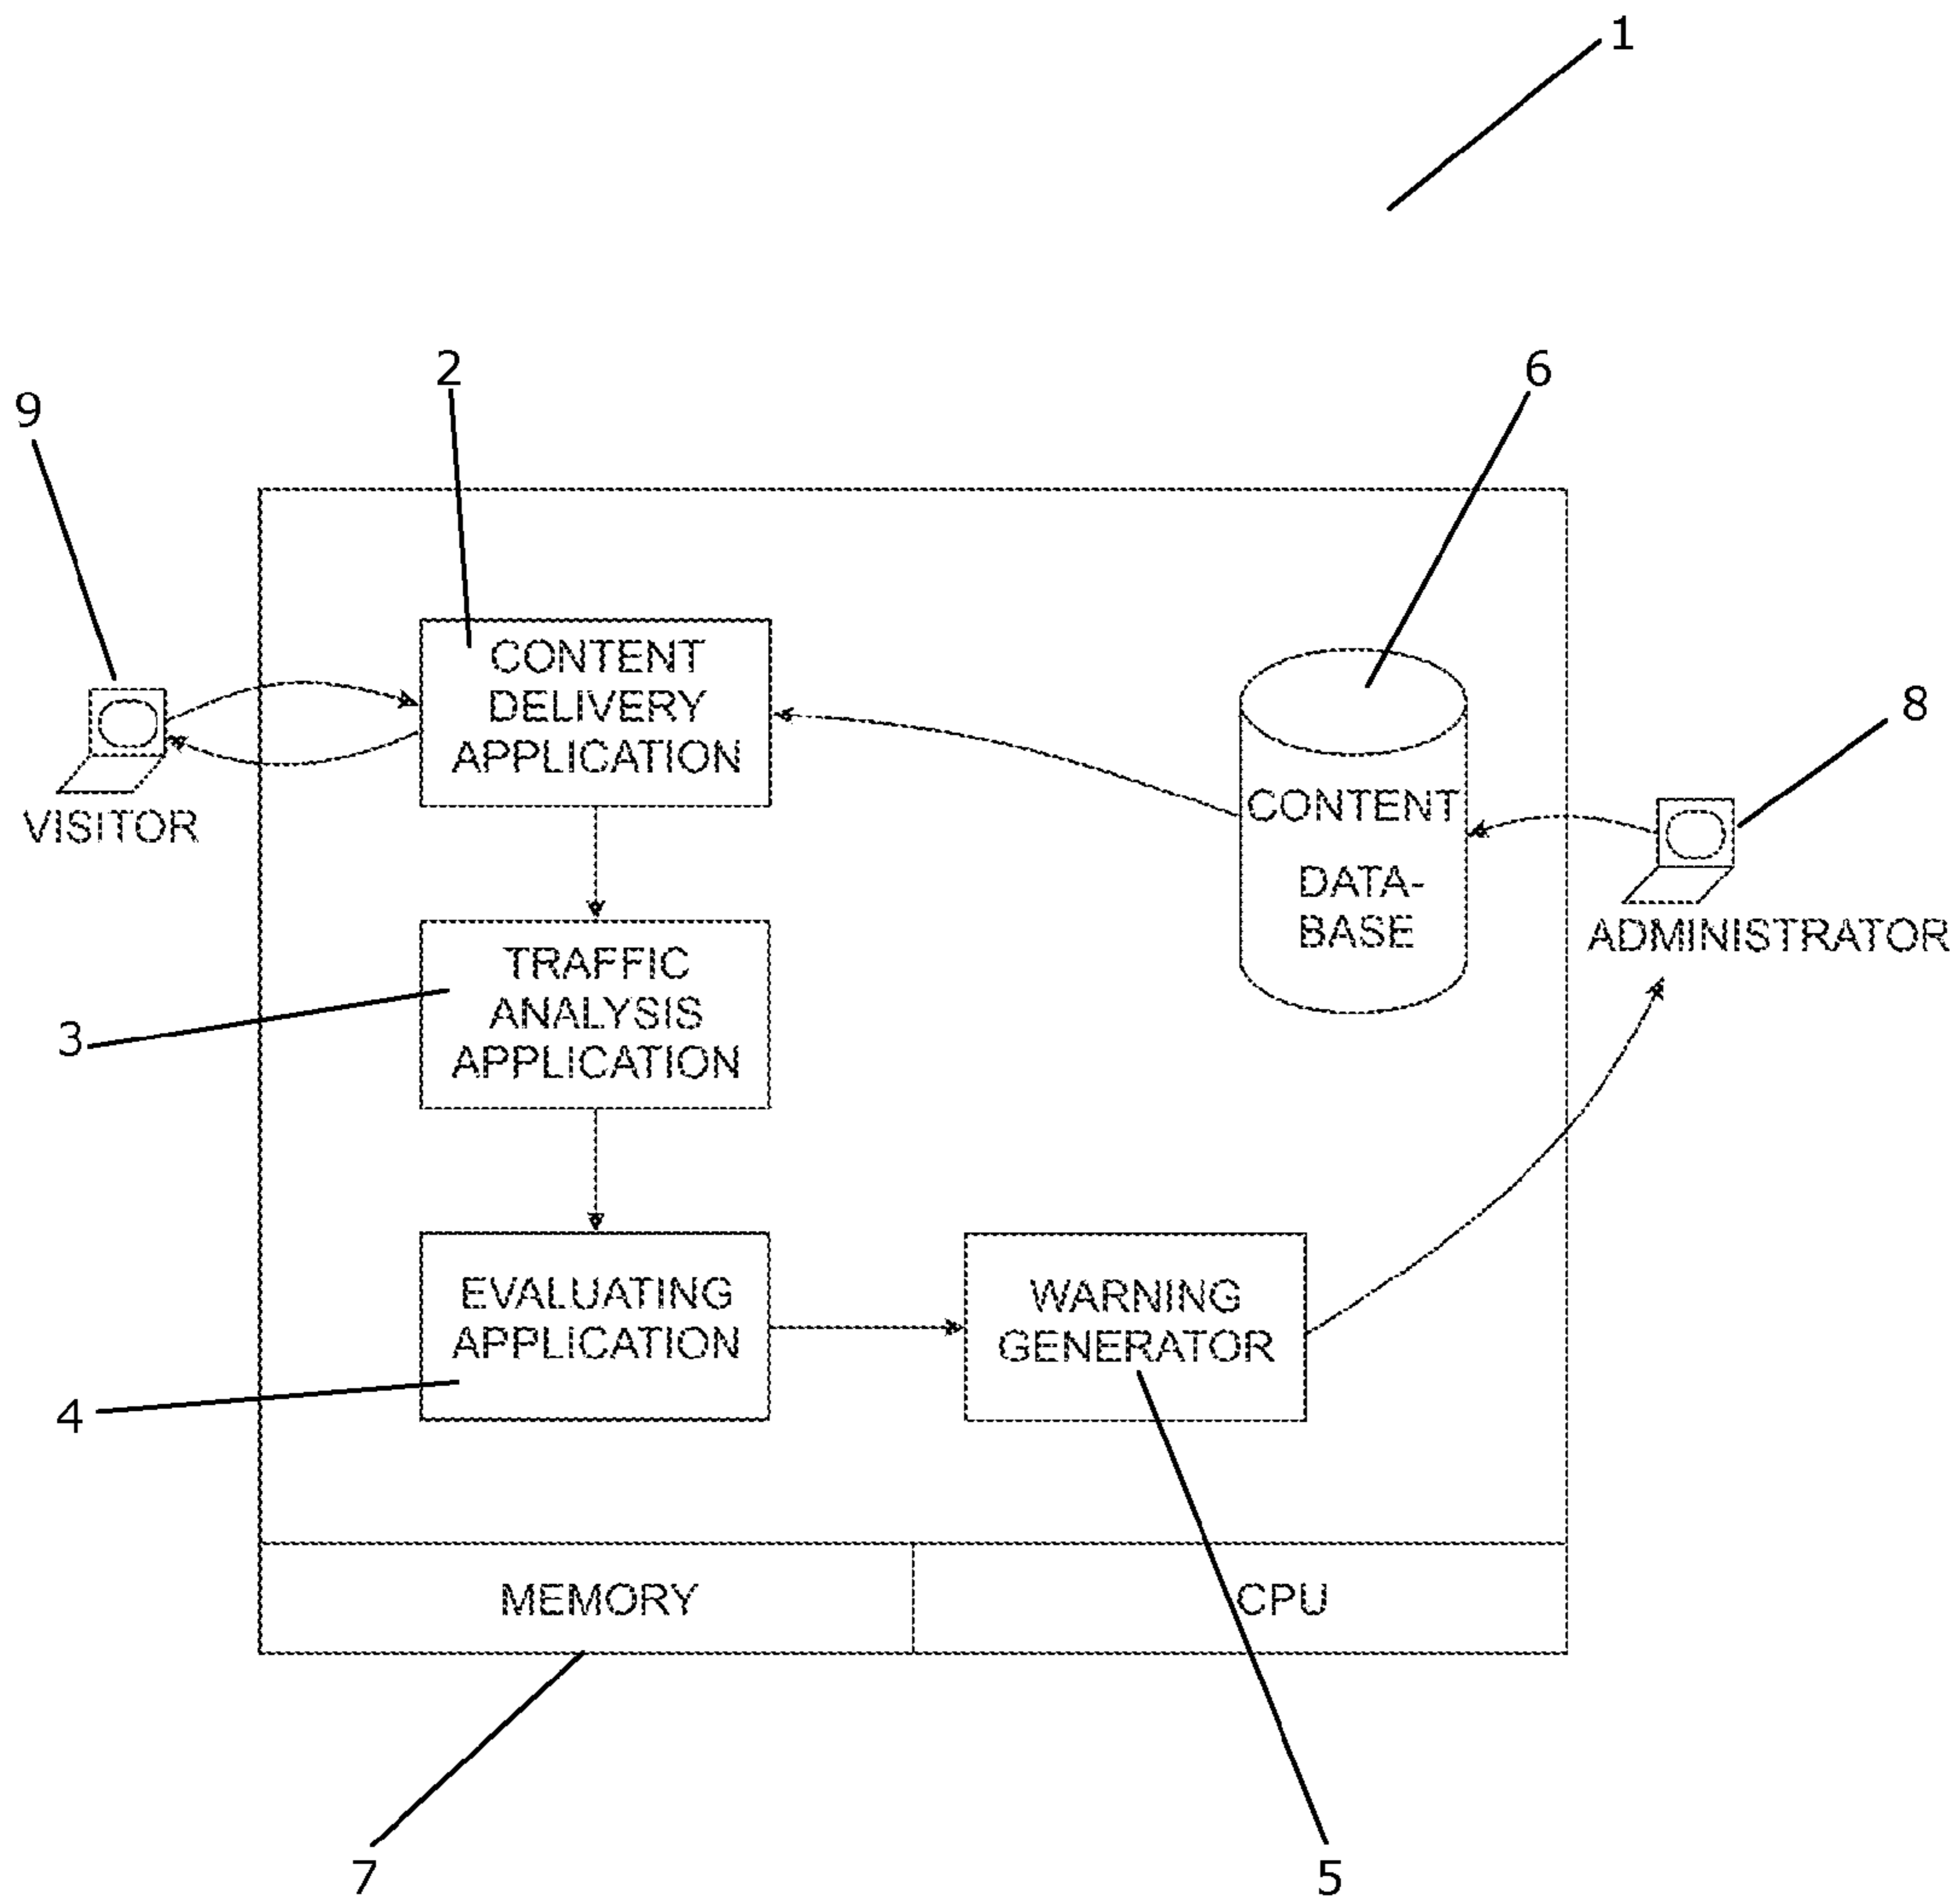 1
2
6
9
8
CONTENT
DELIVERY
APPLICATION
VISITOR
CONTENT
DATA-
BASE
ADMINISTRATOR
TRAFFIC
ANALYSIS
APPLICATION
3
EVALUATING
APPLICATION
WARNING
GENERATOR
4
MEMORY
CPU
7
5